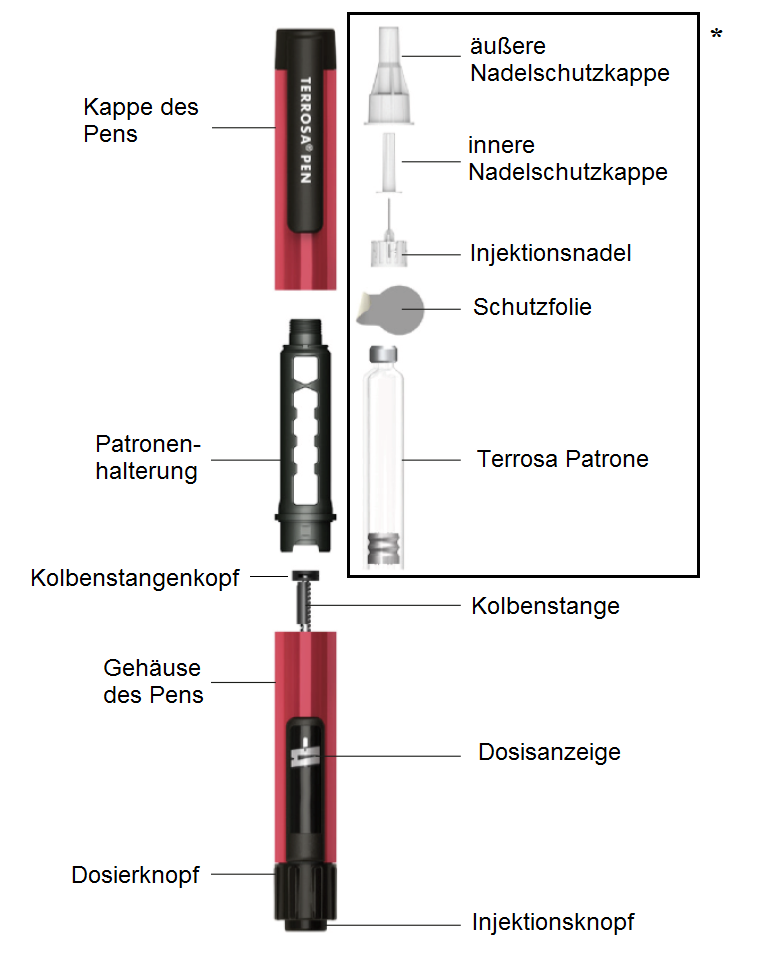 *
äußere
Nadelschutzkappe
Kappe des
Pens
TERROSA® PEN
innere
Nadelschutzkappe
Injektionsnadel
Schutzfolie
Patronen-
halterung
Terrosa Patrone
Kolbenstangenkopf
Kolbenstange
Gehäuse
des Pens
Dosisanzeige
Dosierknopf
Injektionsknopf